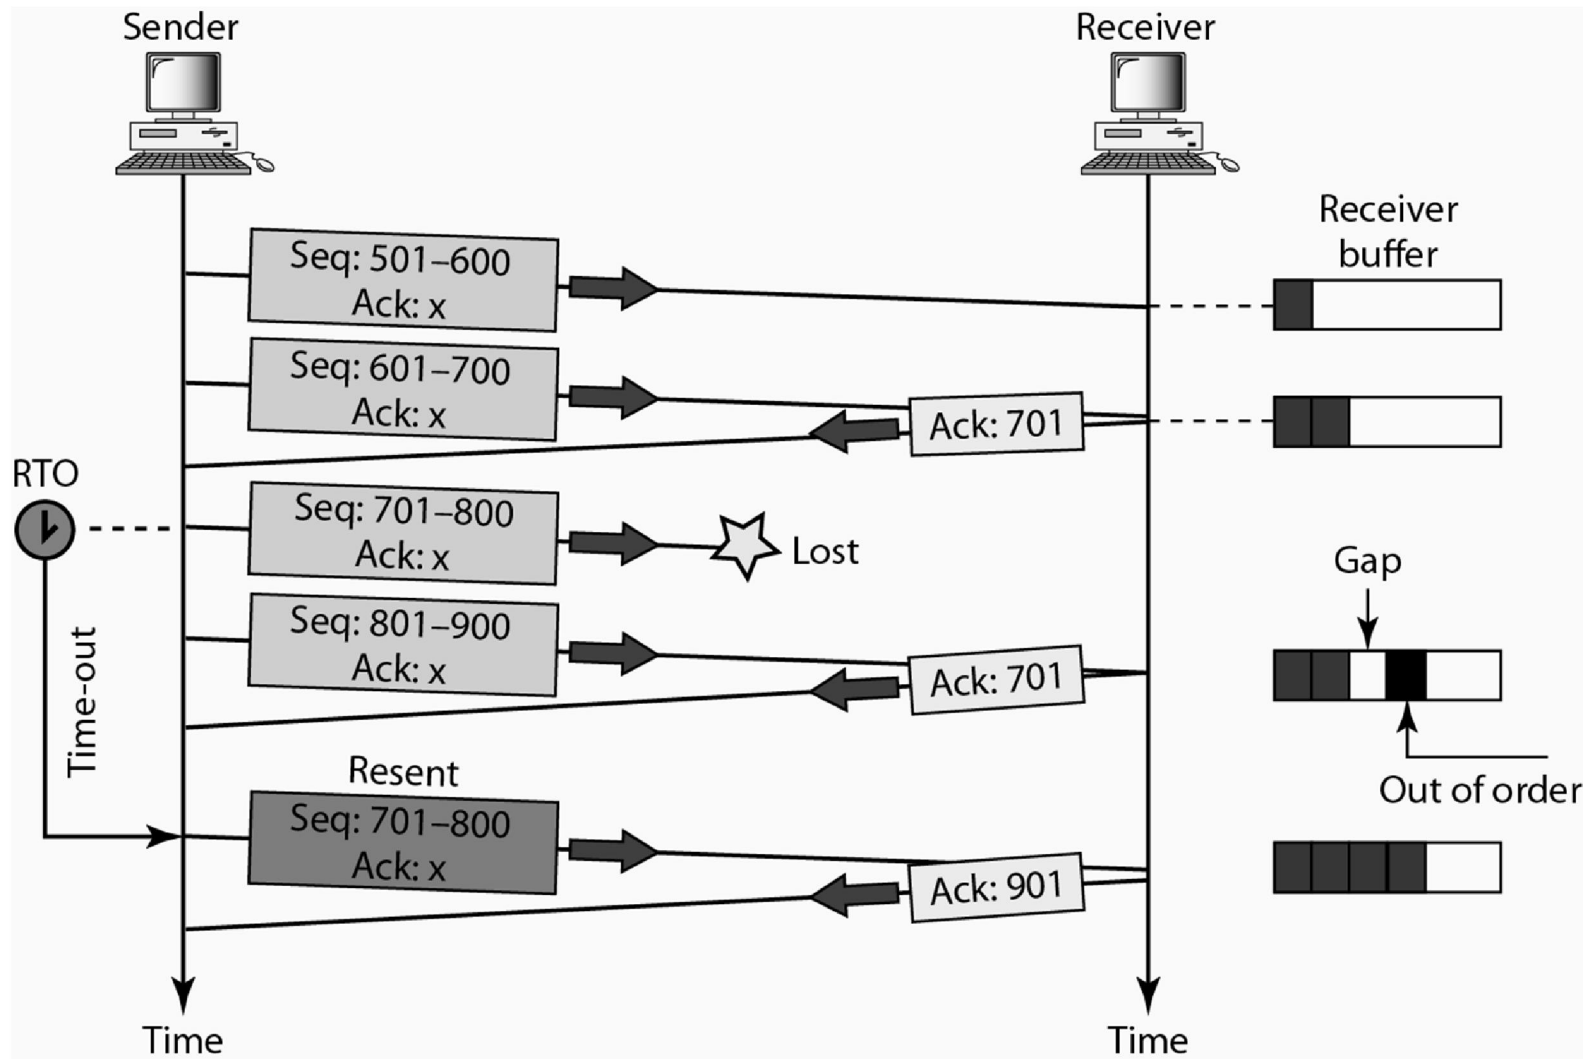 Sender
Receiver
Receiver
buffer
Seq: 501–600
Ack: x
Seq: 601–700
Ack: x
Ack: 701
RTO
Seq: 701–800
Ack: x
Lost
Gap
Seq: 801–900
Ack: x
Ack: 701
Time-out
Out of order
Resent
Seq: 701–800
Ack: x
Ack: 901
Time
Time